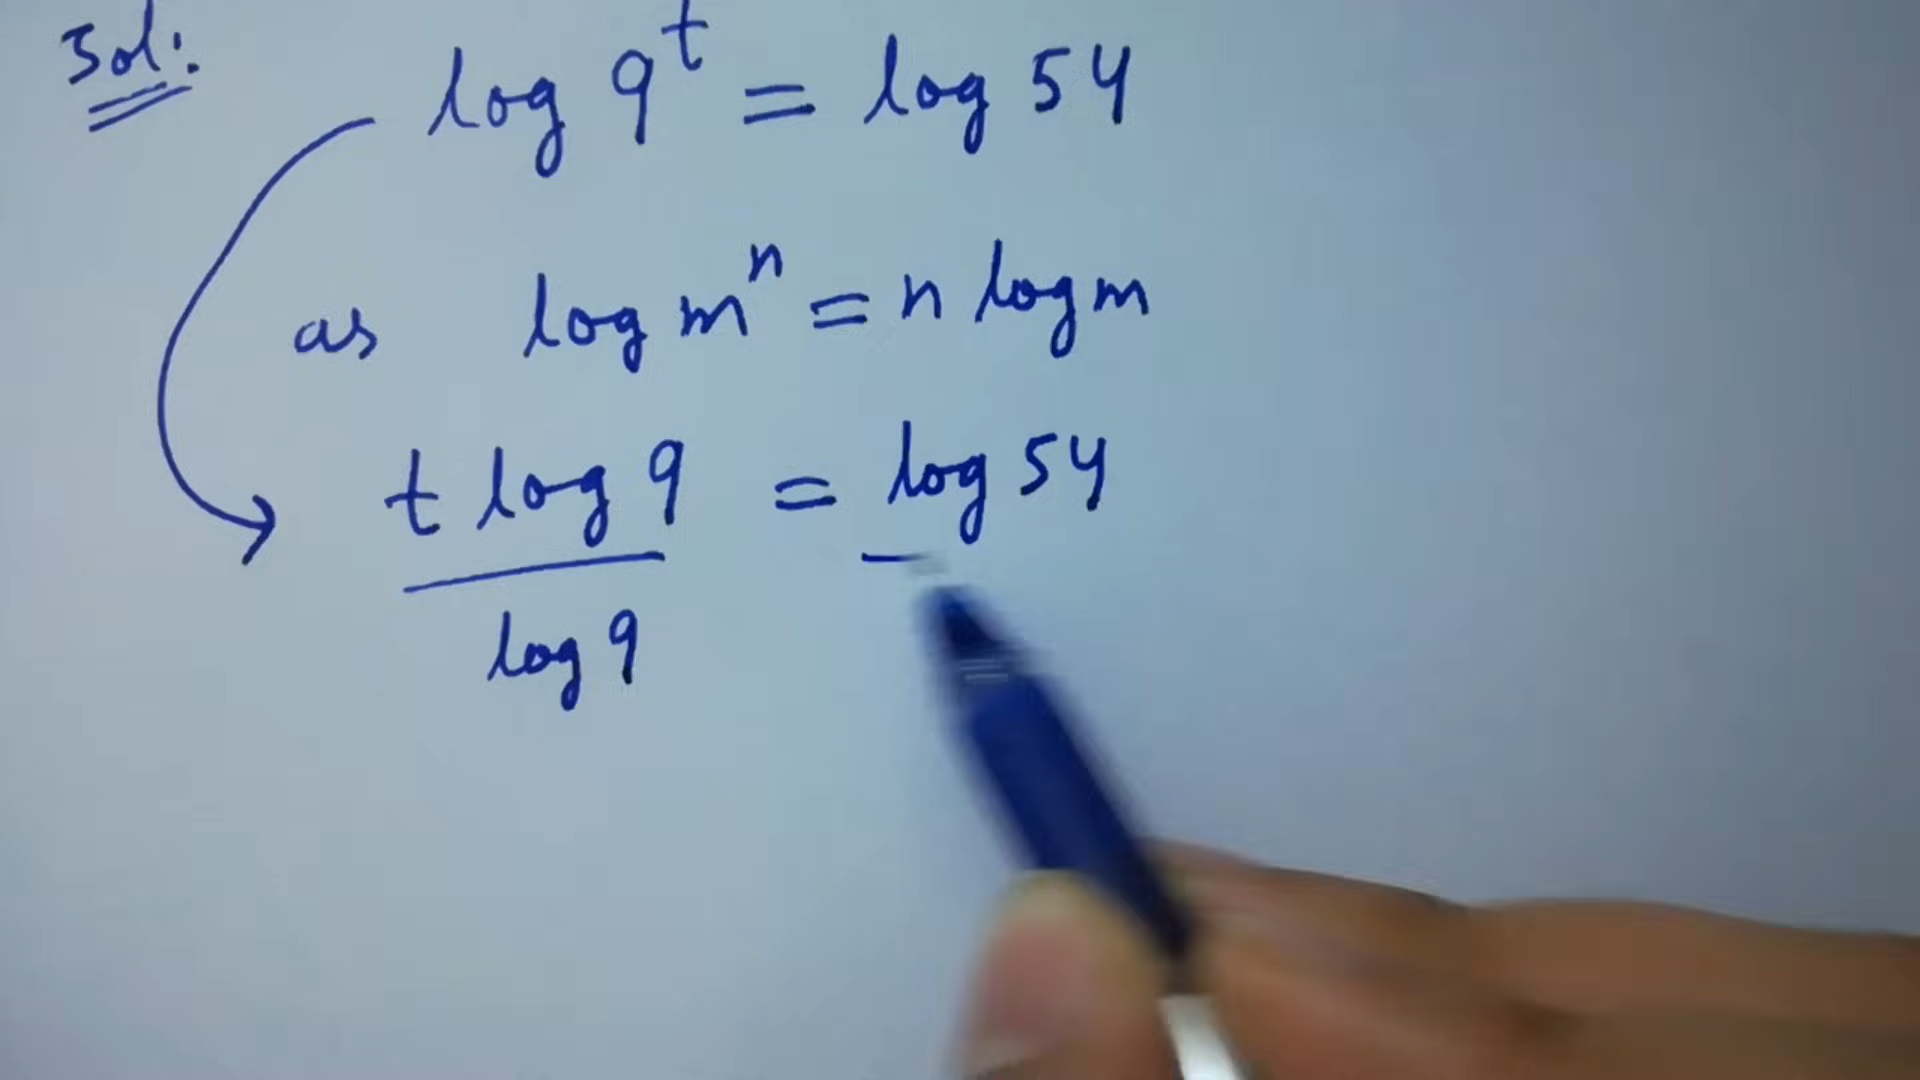 Sol:
log 9^t = log 54
as log m^n = n log m
t log 9 = log 54
log 9